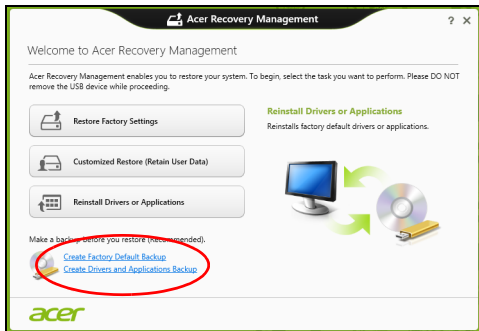 Acer Recovery Management
? ×
Welcome to Acer Recovery Management
Acer Recovery Management enables you to restore your system. To begin, select the task you want to perform. Please DO NOT
remove the USB device while proceeding.
Restore Factory Settings
Customized Restore (Retain User Data)
Reinstall Drivers or Applications
Reinstall Drivers or Applications
Reinstalls factory default drivers or applications.
Make a backup before you restore (Recommended).
Create Factory Default Backup
Create Drivers and Applications Backup
acer